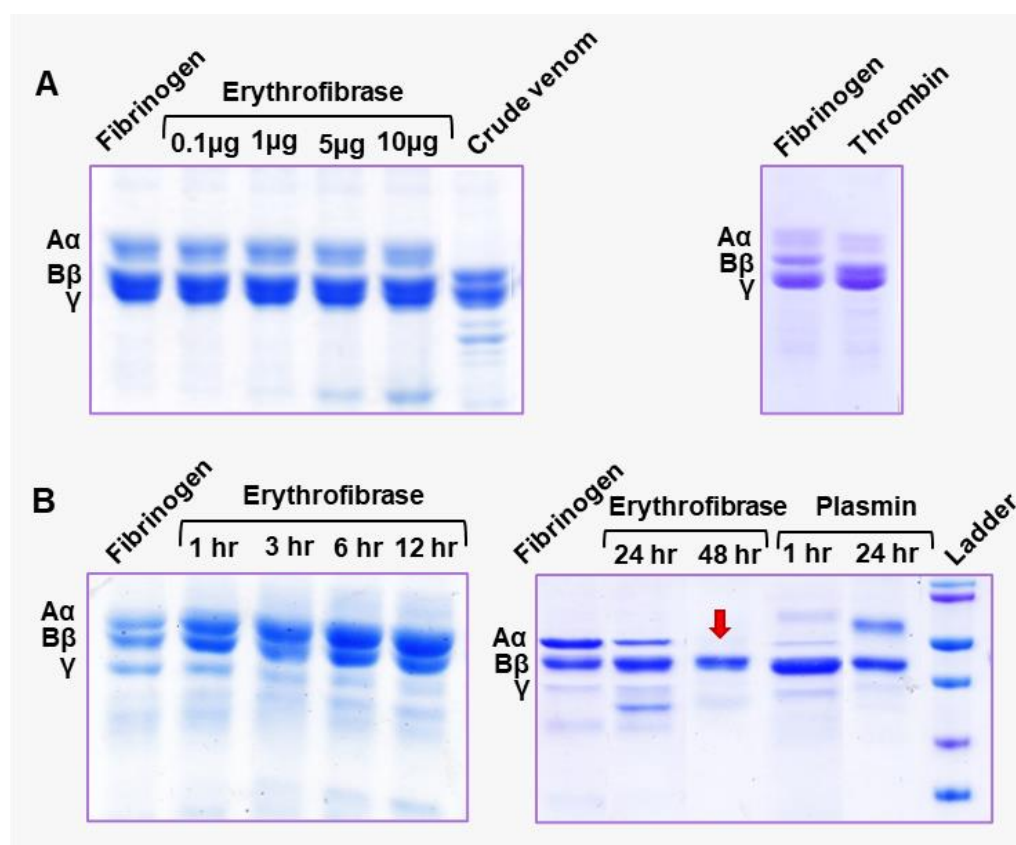 A
Fibrinogen
Erythrofibrase
0.1µg 1µg 5µg 10µg
Crude venom
Aα
Bβ
γ
Fibrinogen
Thrombin
Aα
Bβ
γ
B
Fibrinogen
Erythrofibrase
1 hr 3 hr 6 hr 12 hr
Aα
Bβ
γ
Fibrinogen
Erythrofibrase
24 hr 48 hr
Plasmin
1 hr 24 hr
Ladder
Aα
Bβ
γ